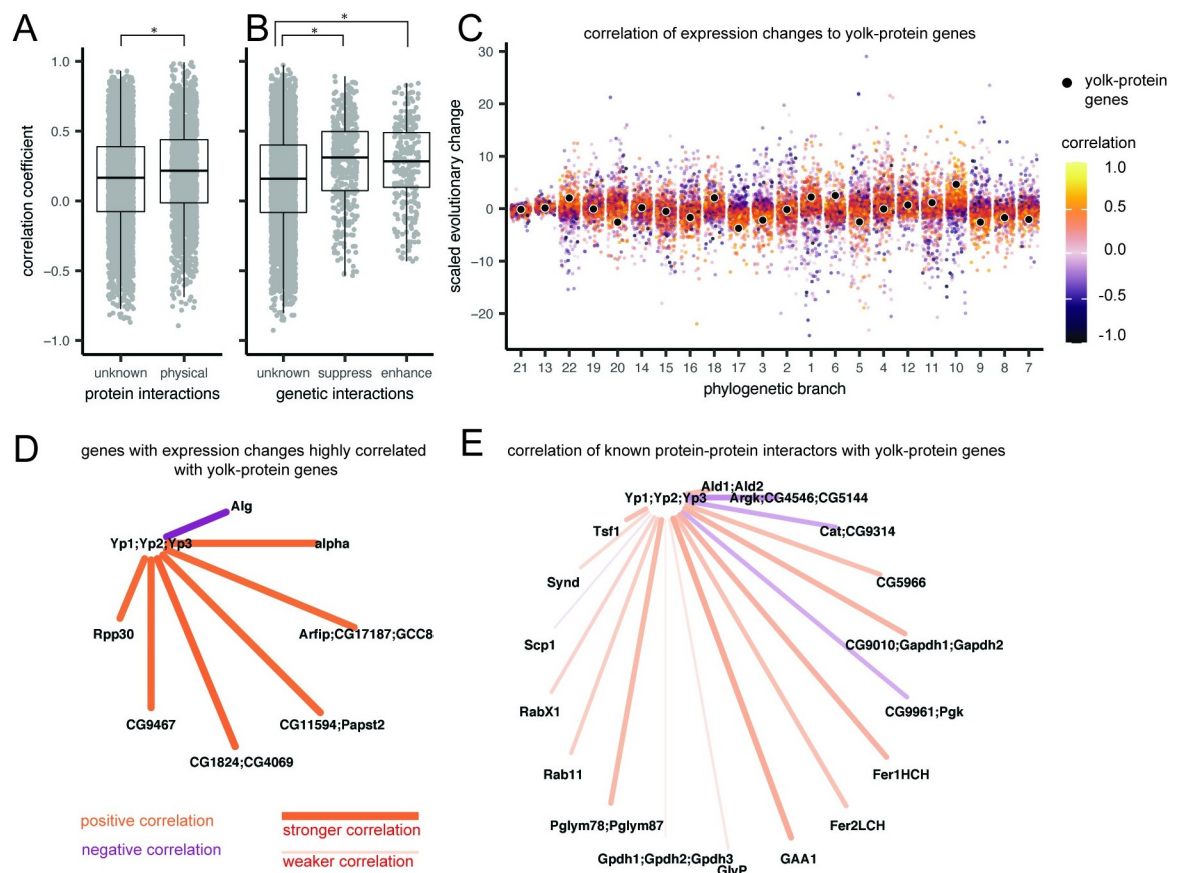 A
B
C
correlation of expression changes to yolk-protein genes
*
*
*
correlation coefficient
1.0
0.5
0.0
−0.5
−1.0
unknown physical
protein interactions
unknown suppress enhance
genetic interactions
scaled evolutionary change
30
20
10
0
−10
−20
21 13 22 19 20 14 15 16 18 17 3 2 1 6 5 4 12 11 10 9 8 7
phylogenetic branch
yolk-protein
genes
correlation
1.0
0.5
0.0
-0.5
-1.0
D
genes with expression changes highly correlated
with yolk-protein genes
Alg
Yp1;Yp2;Yp3
alpha
Rpp30
Arfip;CG17187;GCC8
CG9467
CG11594;Papst2
CG1824;CG4069
positive correlation
negative correlation
stronger correlation
weaker correlation
E
correlation of known protein-protein interactors with yolk-protein genes
Ald1;Ald2
Yp1;Yp2;Yp3
Argk;CG4546;CG5144
Tsf1
Cat;CG9314
Synd
CG5966
Scp1
CG9010;Gapdh1;Gapdh2
RabX1
CG9961;Pgk
Rab11
Fer1HCH
Pglym78;Pglym87
Fer2LCH
Gpdh1;Gpdh2;Gpdh3
GAA1
GlyP